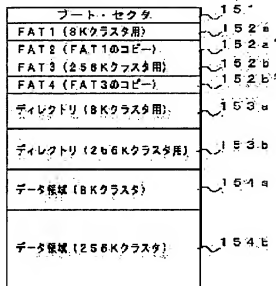 ブート・セクタ 151
FAT1(8Kクラスタ用) 152a
FAT2(FAT1のコピー) 152a'
FAT3(256Kクラスタ用) 152b
FAT4(FAT3のコピー) 152b'
ディレクトリ(8Kクラスタ用) 153a
ディレクトリ(256Kクラスタ用) 153b
データ領域(8Kクラスタ) 154a
データ領域(256Kクラスタ) 154b